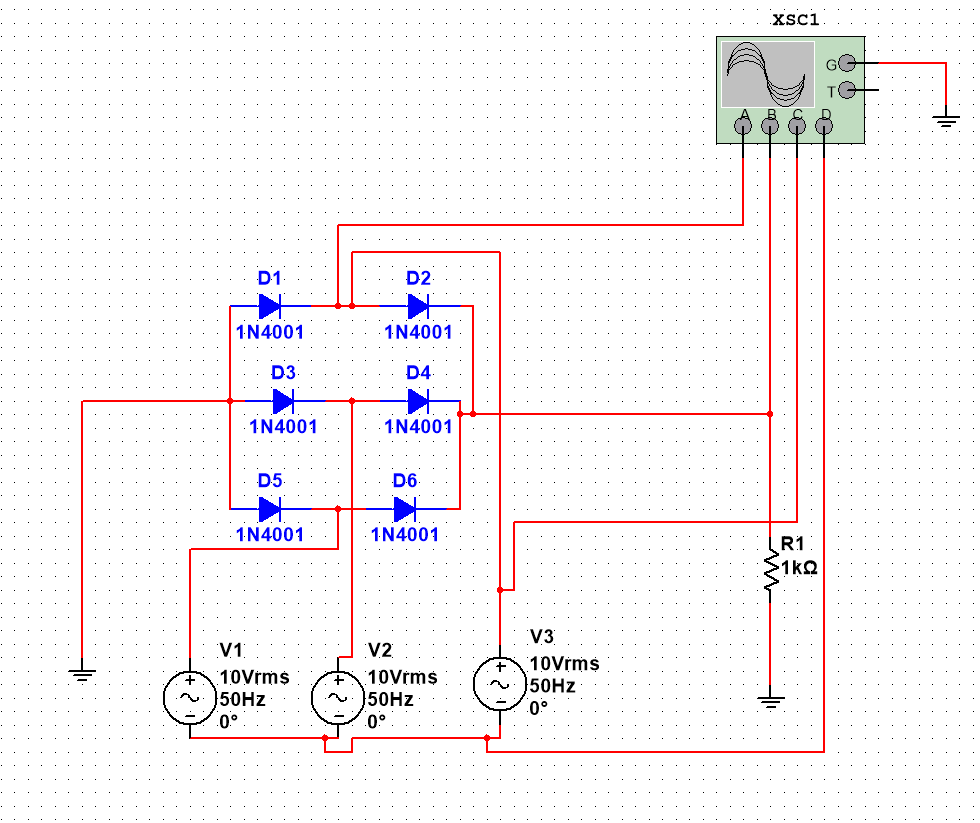 XSC1
G
T
A B C D
D1
1N4001
D2
1N4001
D3
1N4001
D4
1N4001
D5
1N4001
D6
1N4001
R1
1kΩ
V1
10Vrms
50Hz
0°
V2
10Vrms
50Hz
0°
V3
10Vrms
50Hz
0°